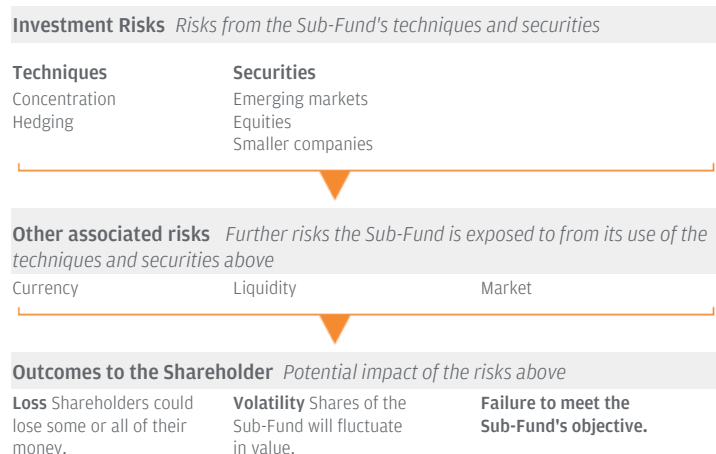 Investment Risks Risks from the Sub-Fund's techniques and securities
Techniques
Concentration
Hedging
Securities
Emerging markets
Equities
Smaller companies
Other associated risks Further risks the Sub-Fund is exposed to from its use of the
techniques and securities above
Currency
Liquidity
Market
Outcomes to the Shareholder Potential impact of the risks above
Loss Shareholders could
lose some or all of their
money.
Volatility Shares of the
Sub-Fund will fluctuate
in value.
Failure to meet the
Sub-Fund's objective.